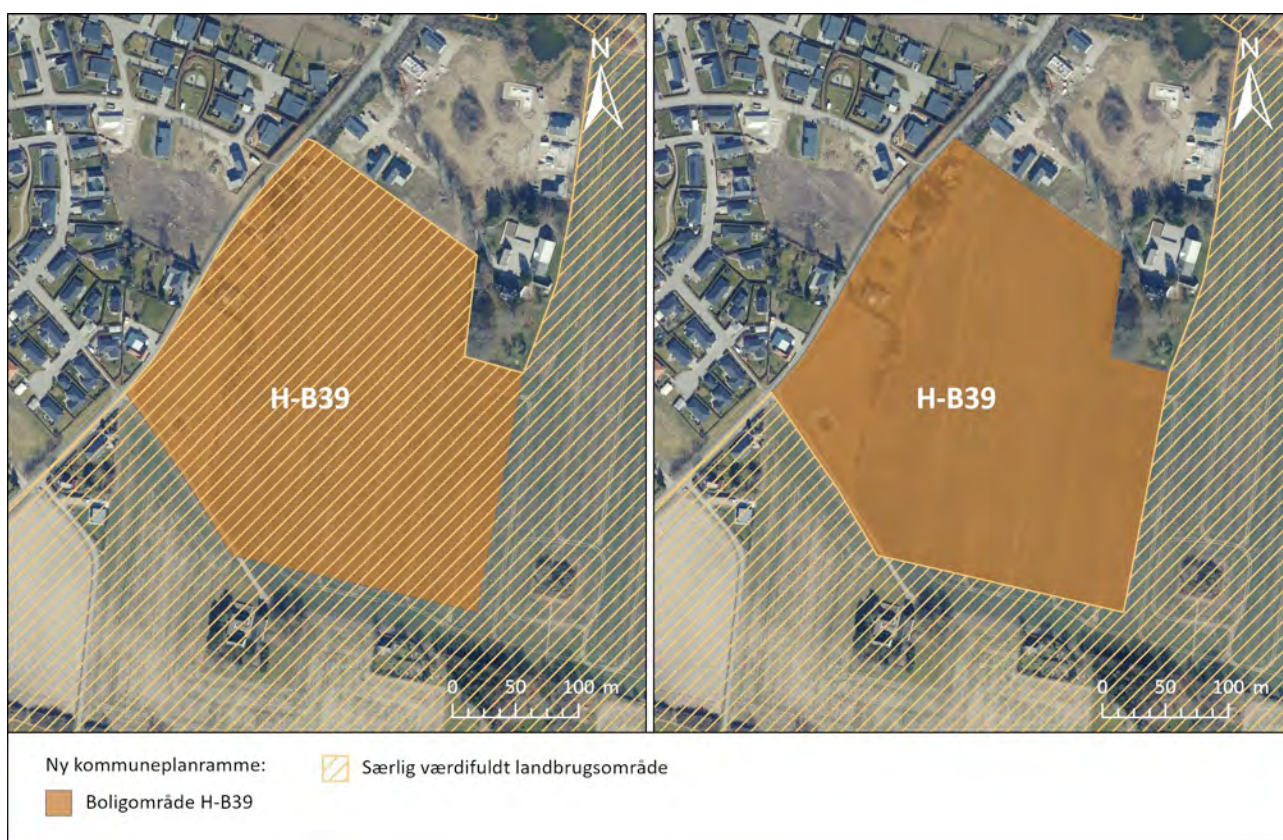 N
H-B39
0 50 100 m
N
H-B39
0 50 100 m
Ny kommuneplanramme:
Boligområde H-B39
Særlig værdifuldt landbrugsområde